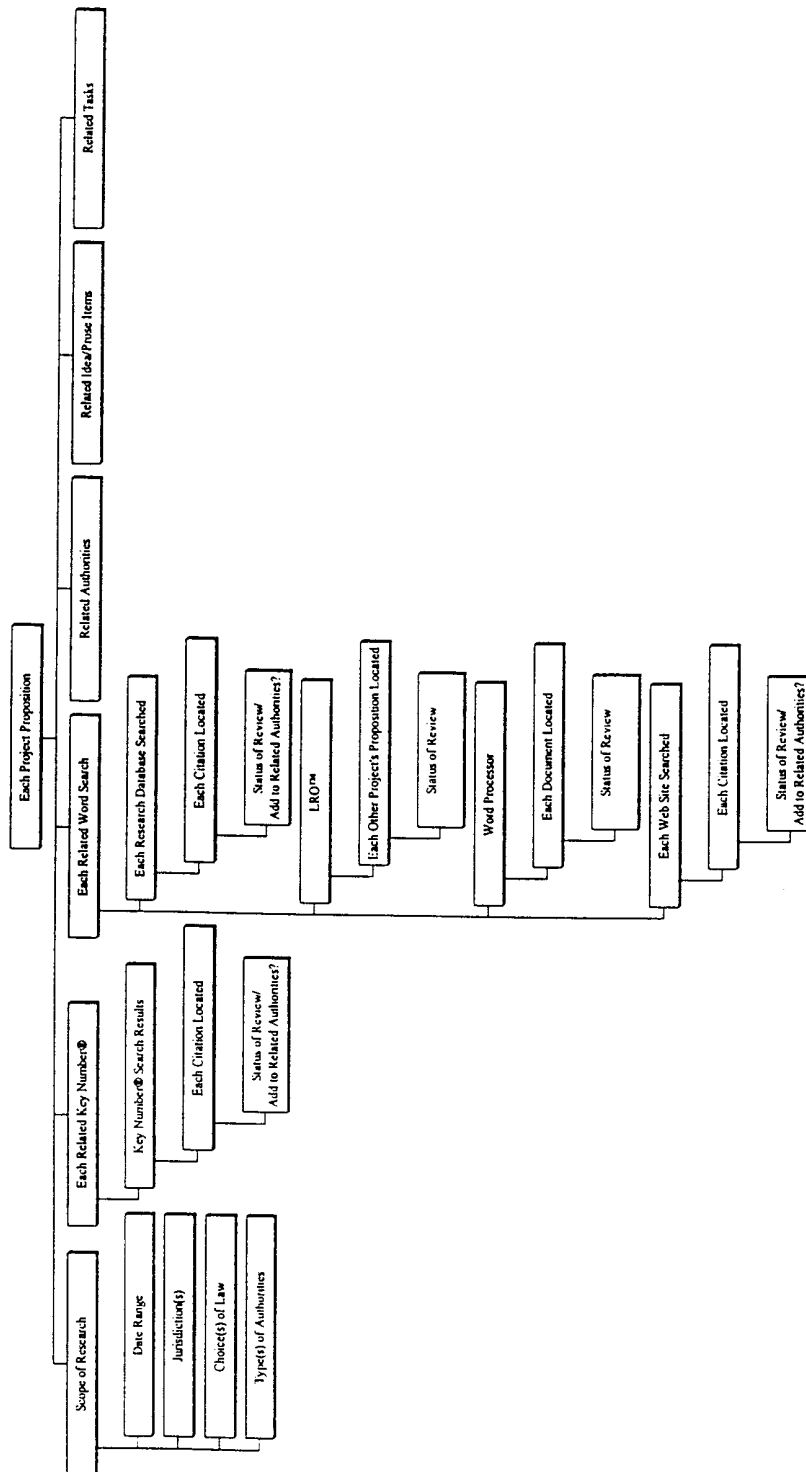 Each Project Proposition
Scope of Research
Date Range
Jurisdiction(s)
Choice(s) of Law
Type(s) of Authorities
Each Related Key Number®
Key Number® Search Results
Each Citation Located
Status of Review/
Add to Related Authorities?
Each Related Word Search
Each Research Database Searched
Each Citation Located
Status of Review/
Add to Related Authorities?
LRO™
Each Other Project's Proposition Located
Status of Review
Word Processor
Each Document Located
Status of Review
Each Web Site Searched
Each Citation Located
Status of Review/
Add to Related Authorities?
Related Authorities
Related Idea/Prose Items
Related Tasks